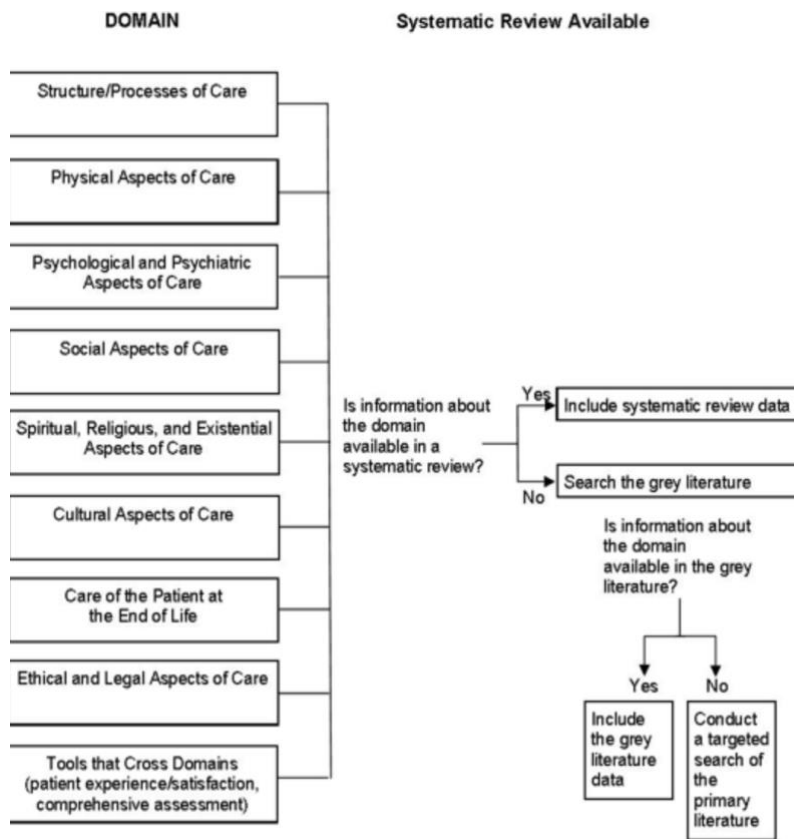 DOMAIN
Systematic Review Available
Structure/Processes of Care
Physical Aspects of Care
Psychological and Psychiatric
Aspects of Care
Social Aspects of Care
Spiritual, Religious, and Existential
Aspects of Care
Cultural Aspects of Care
Care of the Patient at
the End of Life
Ethical and Legal Aspects of Care
Tools that Cross Domains
(patient experience/satisfaction,
comprehensive assessment)
Is information about
the domain
available in a
systematic review?
Yes
Include systematic review data
No
Search the grey literature
Is information about
the domain
available in the grey
literature?
Yes
No
Include
the grey
literature
data
Conduct
a targeted
search of
the
primary
literature